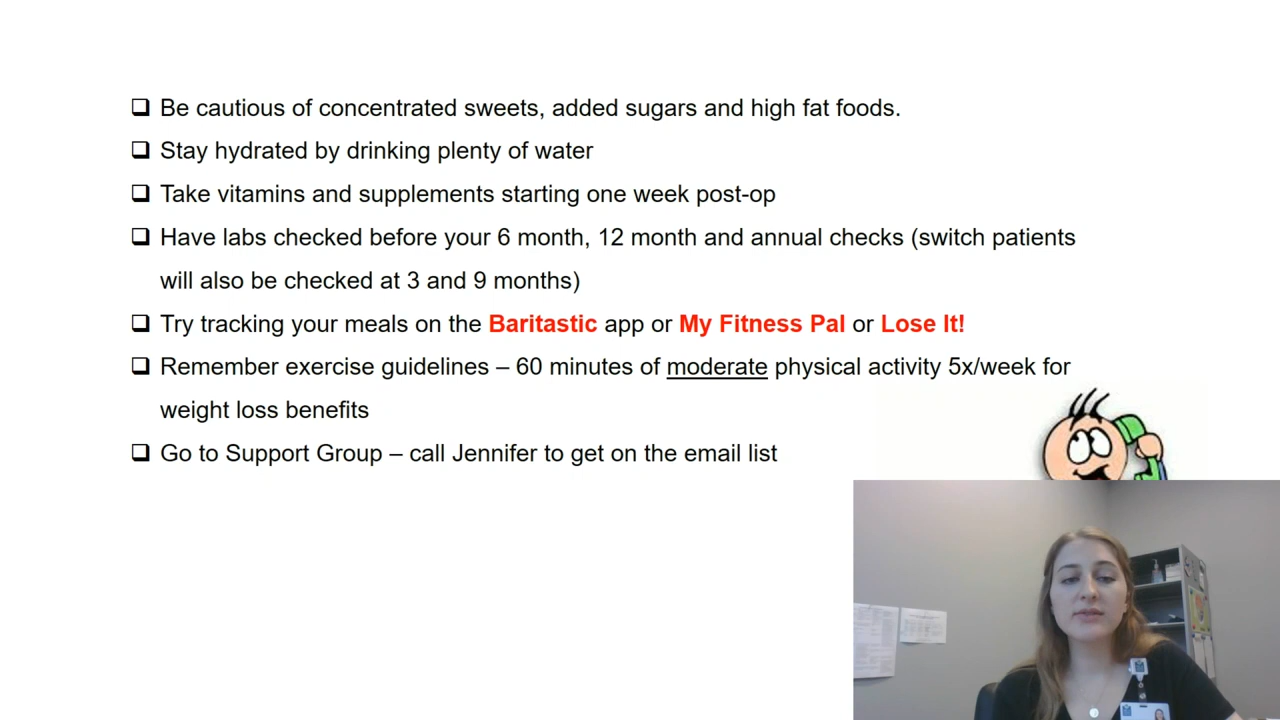 Be cautious of concentrated sweets, added sugars and high fat foods.
Stay hydrated by drinking plenty of water
Take vitamins and supplements starting one week post-op
Have labs checked before your 6 month, 12 month and annual checks (switch patients
will also be checked at 3 and 9 months)
Try tracking your meals on the Baritastic app or My Fitness Pal or Lose It!
Remember exercise guidelines – 60 minutes of moderate physical activity 5x/week for
weight loss benefits
Go to Support Group – call Jennifer to get on the email list